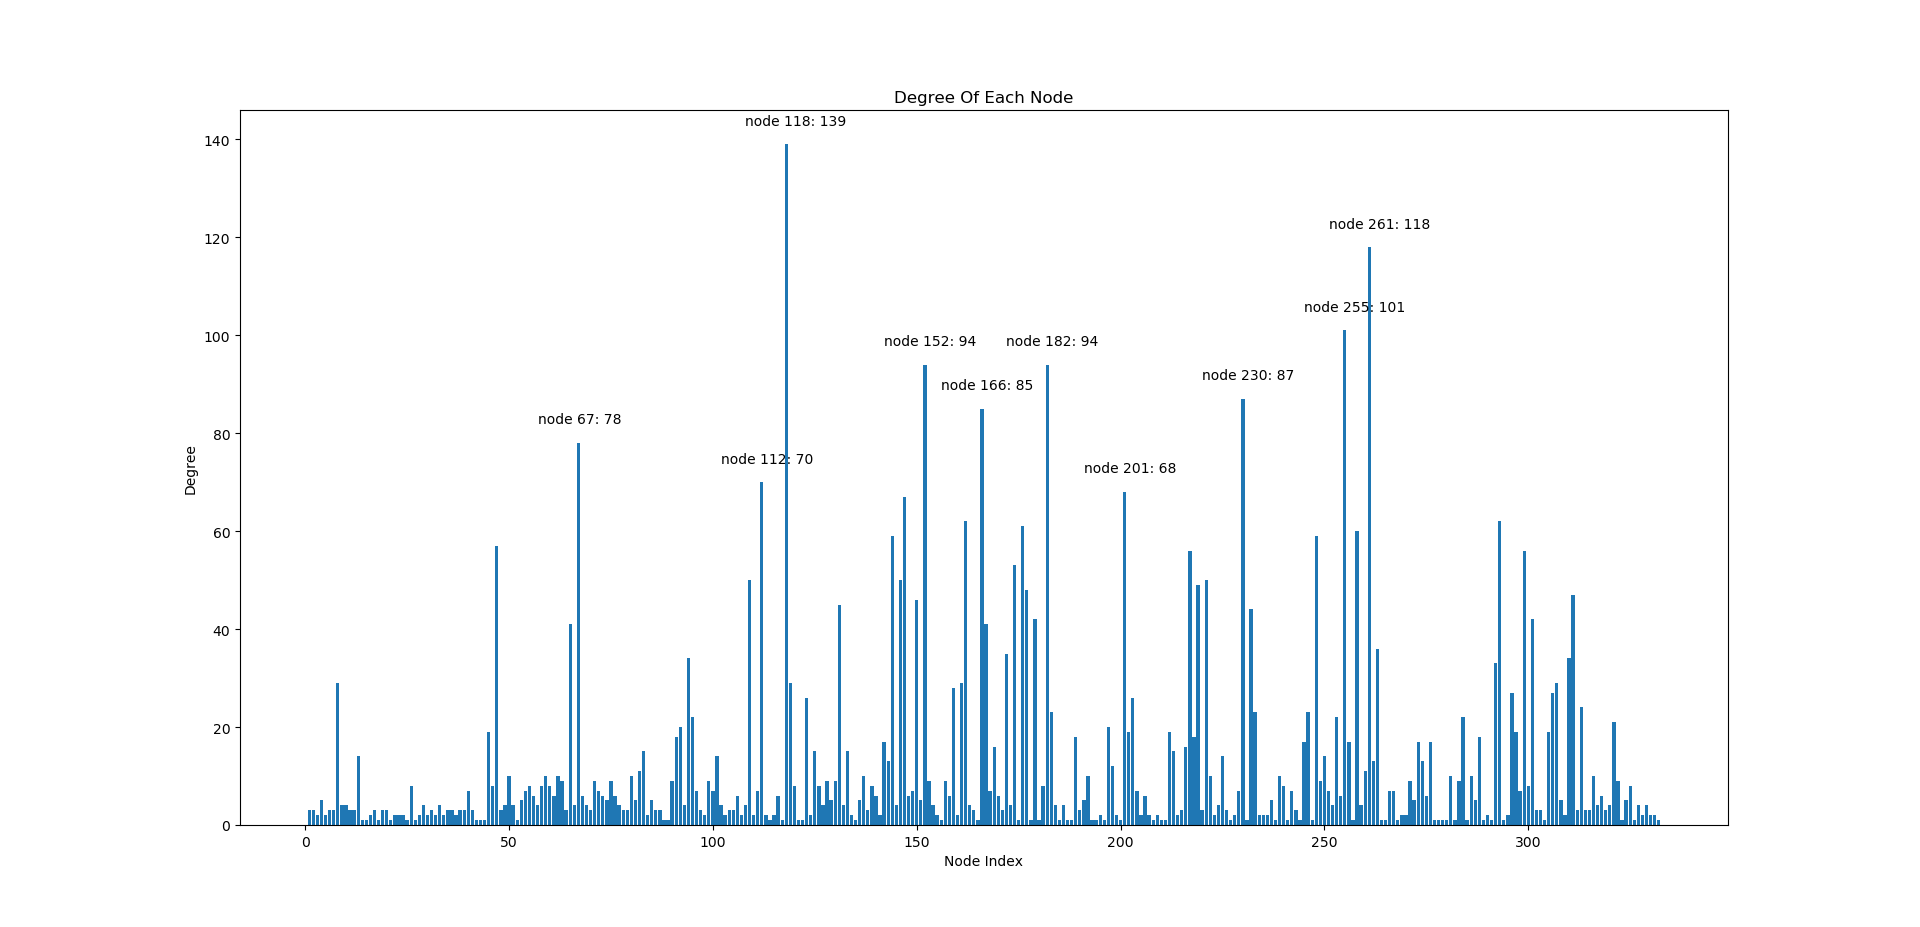 Degree Of Each Node
node 118: 139
140
node 261: 118
120
node 255: 101
100
node 152: 94
node 182: 94
node 230: 87
node 166: 85
node 67: 78
80
node 112: 70
node 201: 68
Degree
60
40
20
0
0 50 100 150 200 250 300
Node Index